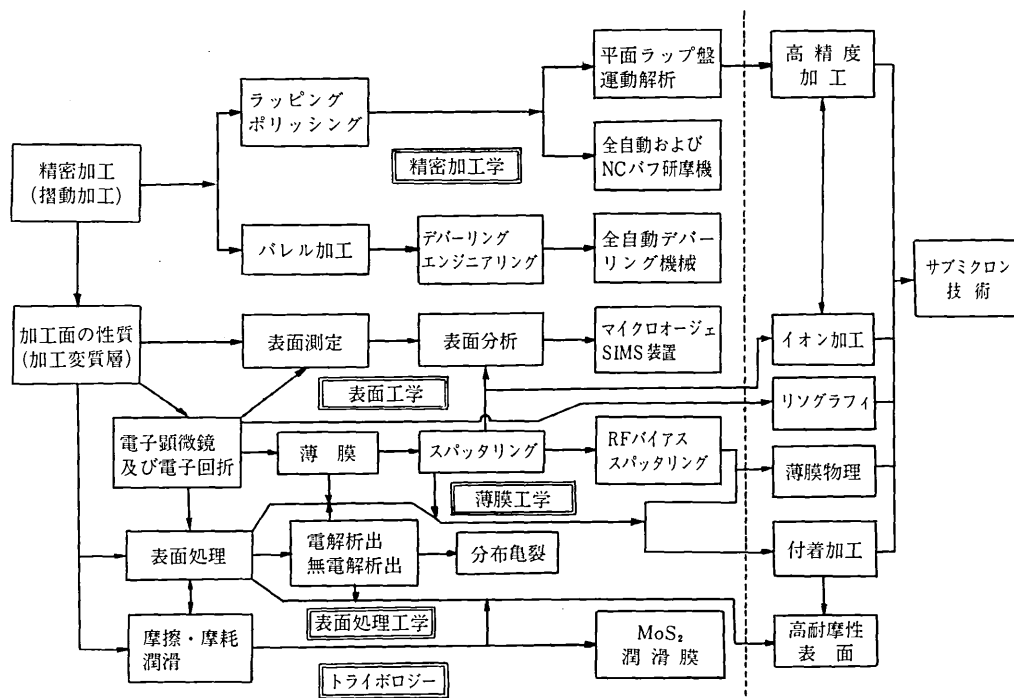 平面ラップ盤
運動解析
高精度
加工
ラッピング
ポリッシング
精密加工学
全自動および
NCバフ研摩機
精密加工
(摺動加工)
バレル加工
デバーリング
エンジニアリング
全自動デバー
リング機械
サブミクロン
技術
加工面の性質
(加工変質層)
表面測定
表面分析
マイクロオージェ
SIMS装置
イオン加工
表面工学
リソグラフィ
電子顕微鏡
及び電子回折
薄膜
スパッタリング
RFバイアス
スパッタリング
薄膜物理
薄膜工学
表面処理
電解析出
無電解析出
分布亀裂
付着加工
表面処理工学
摩擦・摩耗
潤滑
MoS₂
潤滑膜
高耐摩性
表面
トライボロジー